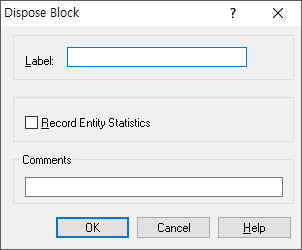 Dispose Block
?
Label:
Record Entity Statistics
Comments
OK Cancel Help